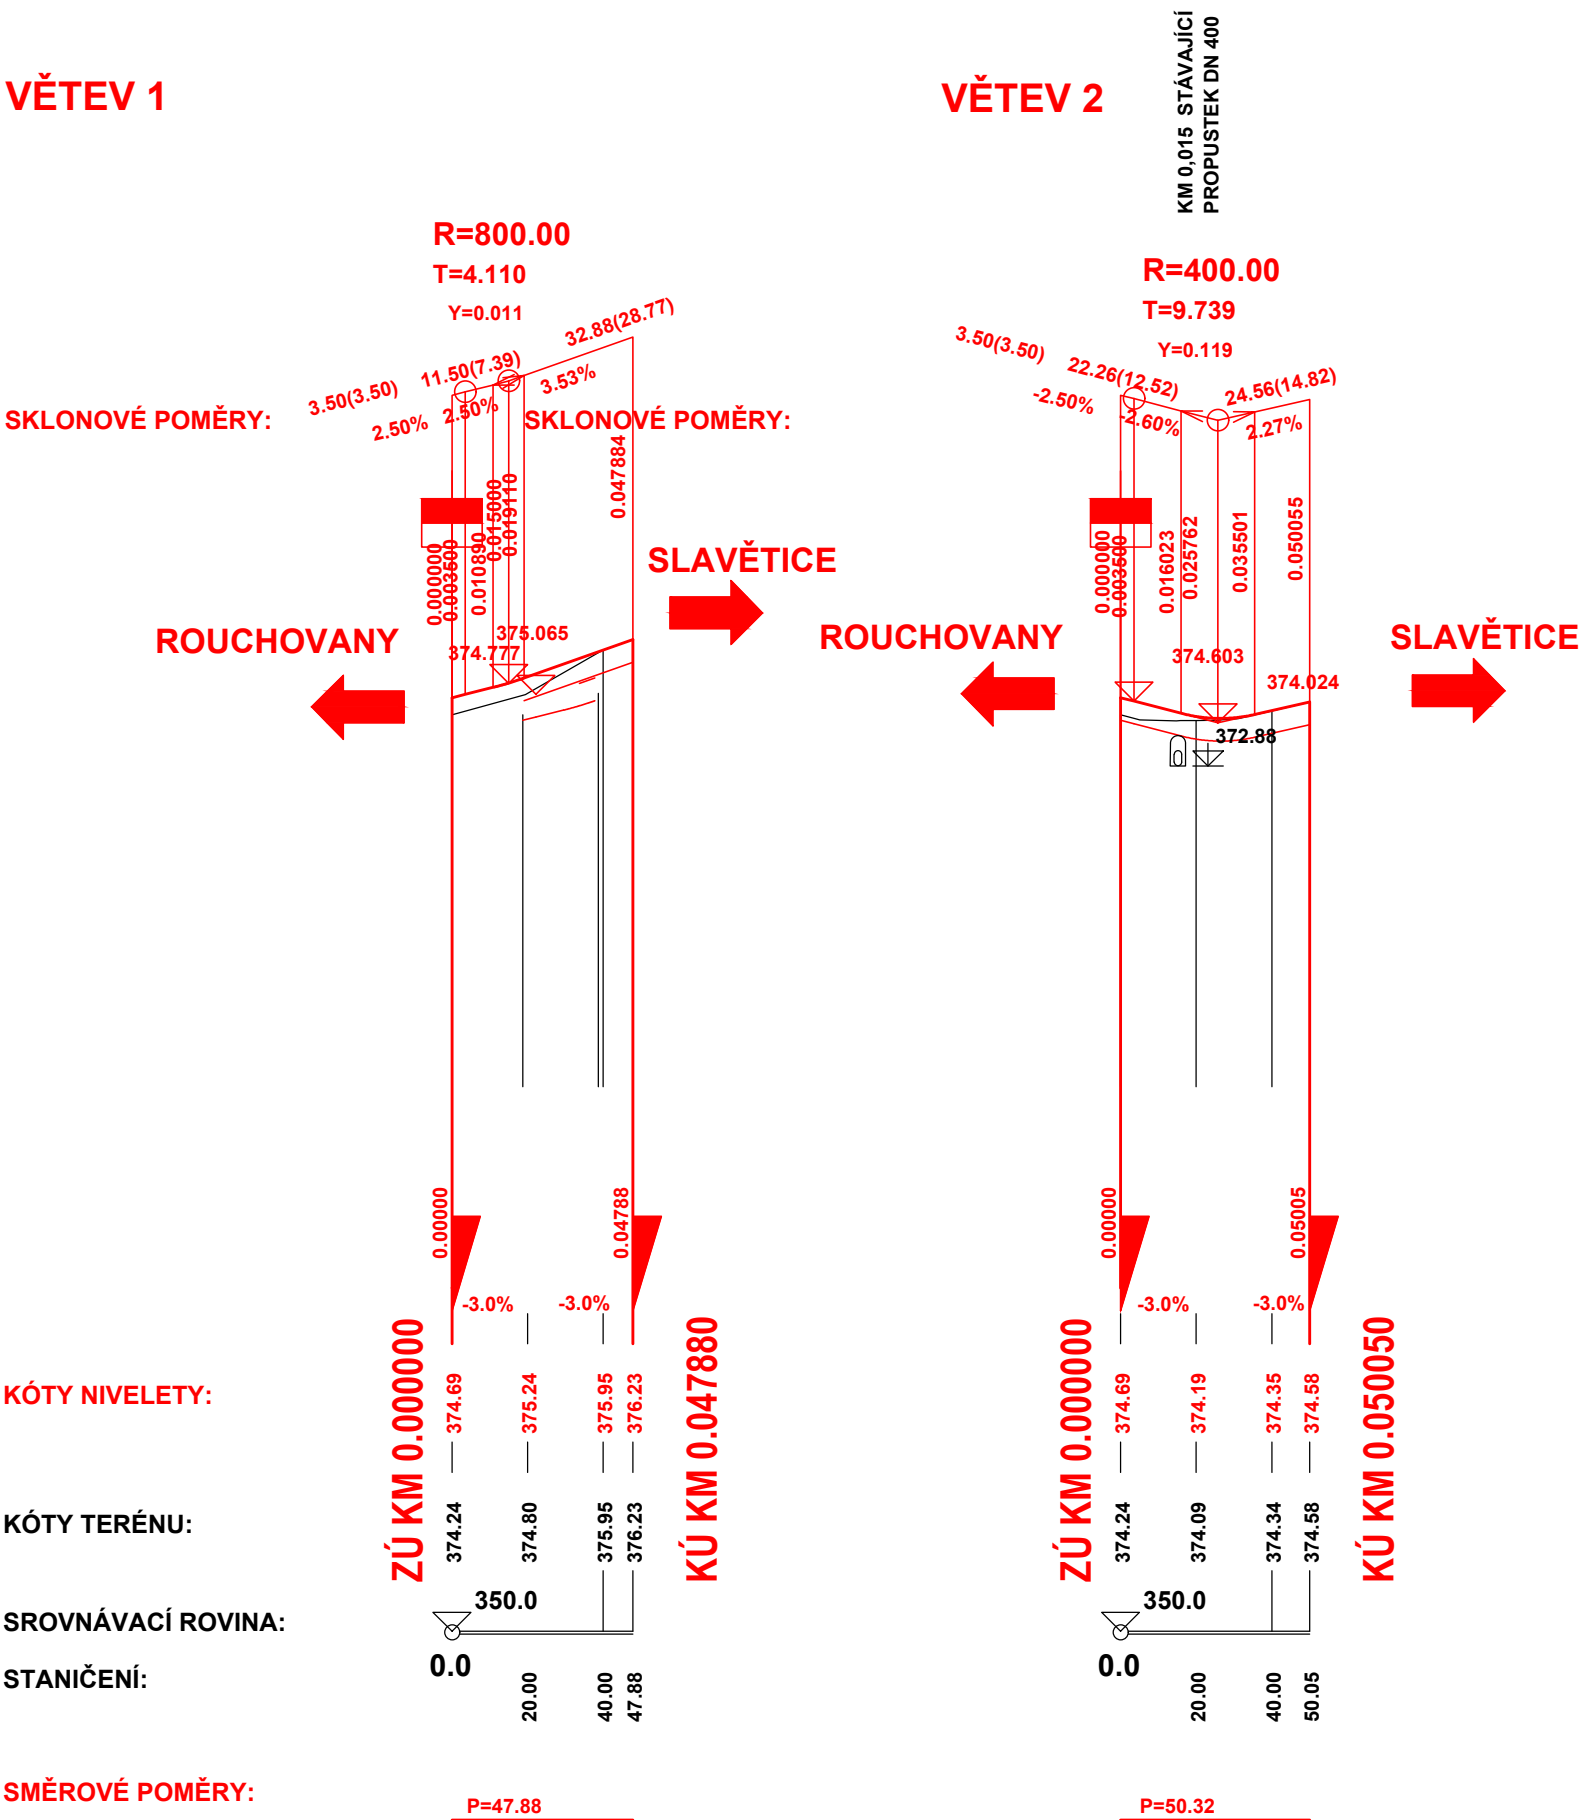 VĚTEV 1
VĚTEV 2
KM 0,015 STÁVAJÍCÍ
PROPUSTEK DN 400
R=800.00
T=4.110
Y=0.011
R=400.00
T=9.739
Y=0.119
SKLONOVÉ POMĚRY:
3.50(3.50)
11.50(7.39)
32.88(28.77)
2.50%
2.50%
3.53%
SKLONOVÉ POMĚRY:
3.50(3.50)
22.26(12.52)
24.56(14.82)
-2.50%
-2.60%
2.27%
0.000000
0.003500
0.010890
0.015000
0.019110
0.047884
0.000000
0.003500
0.016023
0.025762
0.035501
0.050055
ROUCHOVANY
SLAVĚTICE
374.777
375.065
ROUCHOVANY
SLAVĚTICE
374.603
374.024
372.88
0.00000
0.04788
0.00000
0.05005
-3.0%
-3.0%
-3.0%
-3.0%
ZÚ KM 0.000000
KÚ KM 0.047880
ZÚ KM 0.000000
KÚ KM 0.050050
KÓTY NIVELETY:
374.69
375.24
375.95
376.23
374.69
374.19
374.35
374.58
KÓTY TERÉNU:
374.24
374.80
375.95
376.23
374.24
374.09
374.34
374.58
SROVNÁVACÍ ROVINA:
350.0
350.0
STANIČENÍ:
0.0
20.00
40.00
47.88
0.0
20.00
40.00
50.05
SMĚROVÉ POMĚRY:
P=47.88
P=50.32